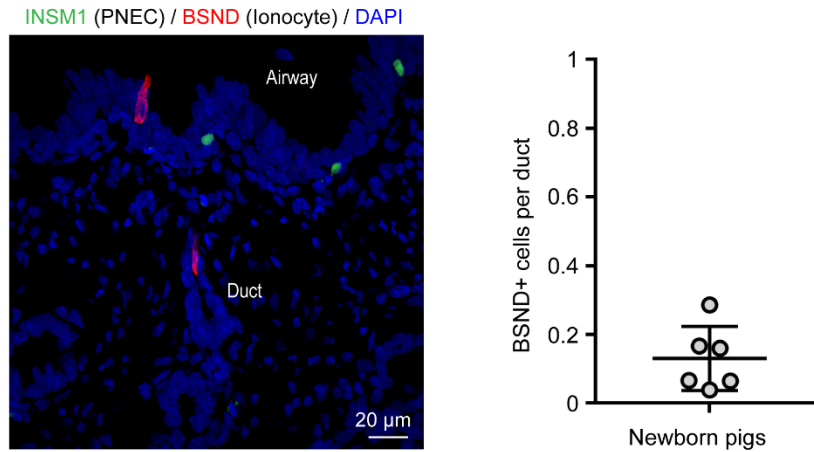 INSM1 (PNEC) / BSND (Ionocyte) / DAPI
Airway
Duct
20 µm
BSND+ cells per duct
1
0.8
0.6
0.4
0.2
0
Newborn pigs